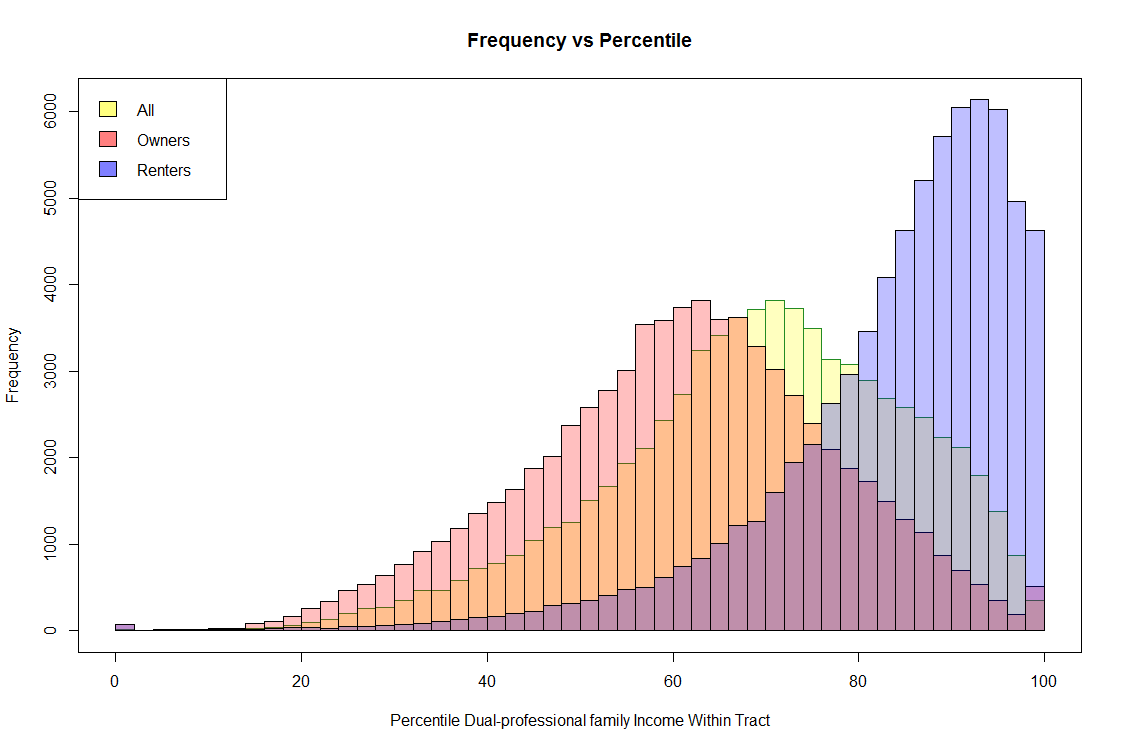 Frequency vs Percentile
All
Owners
Renters
Frequency
6000
5000
4000
3000
2000
1000
0
0 20 40 60 80 100
Percentile Dual-professional family Income Within Tract